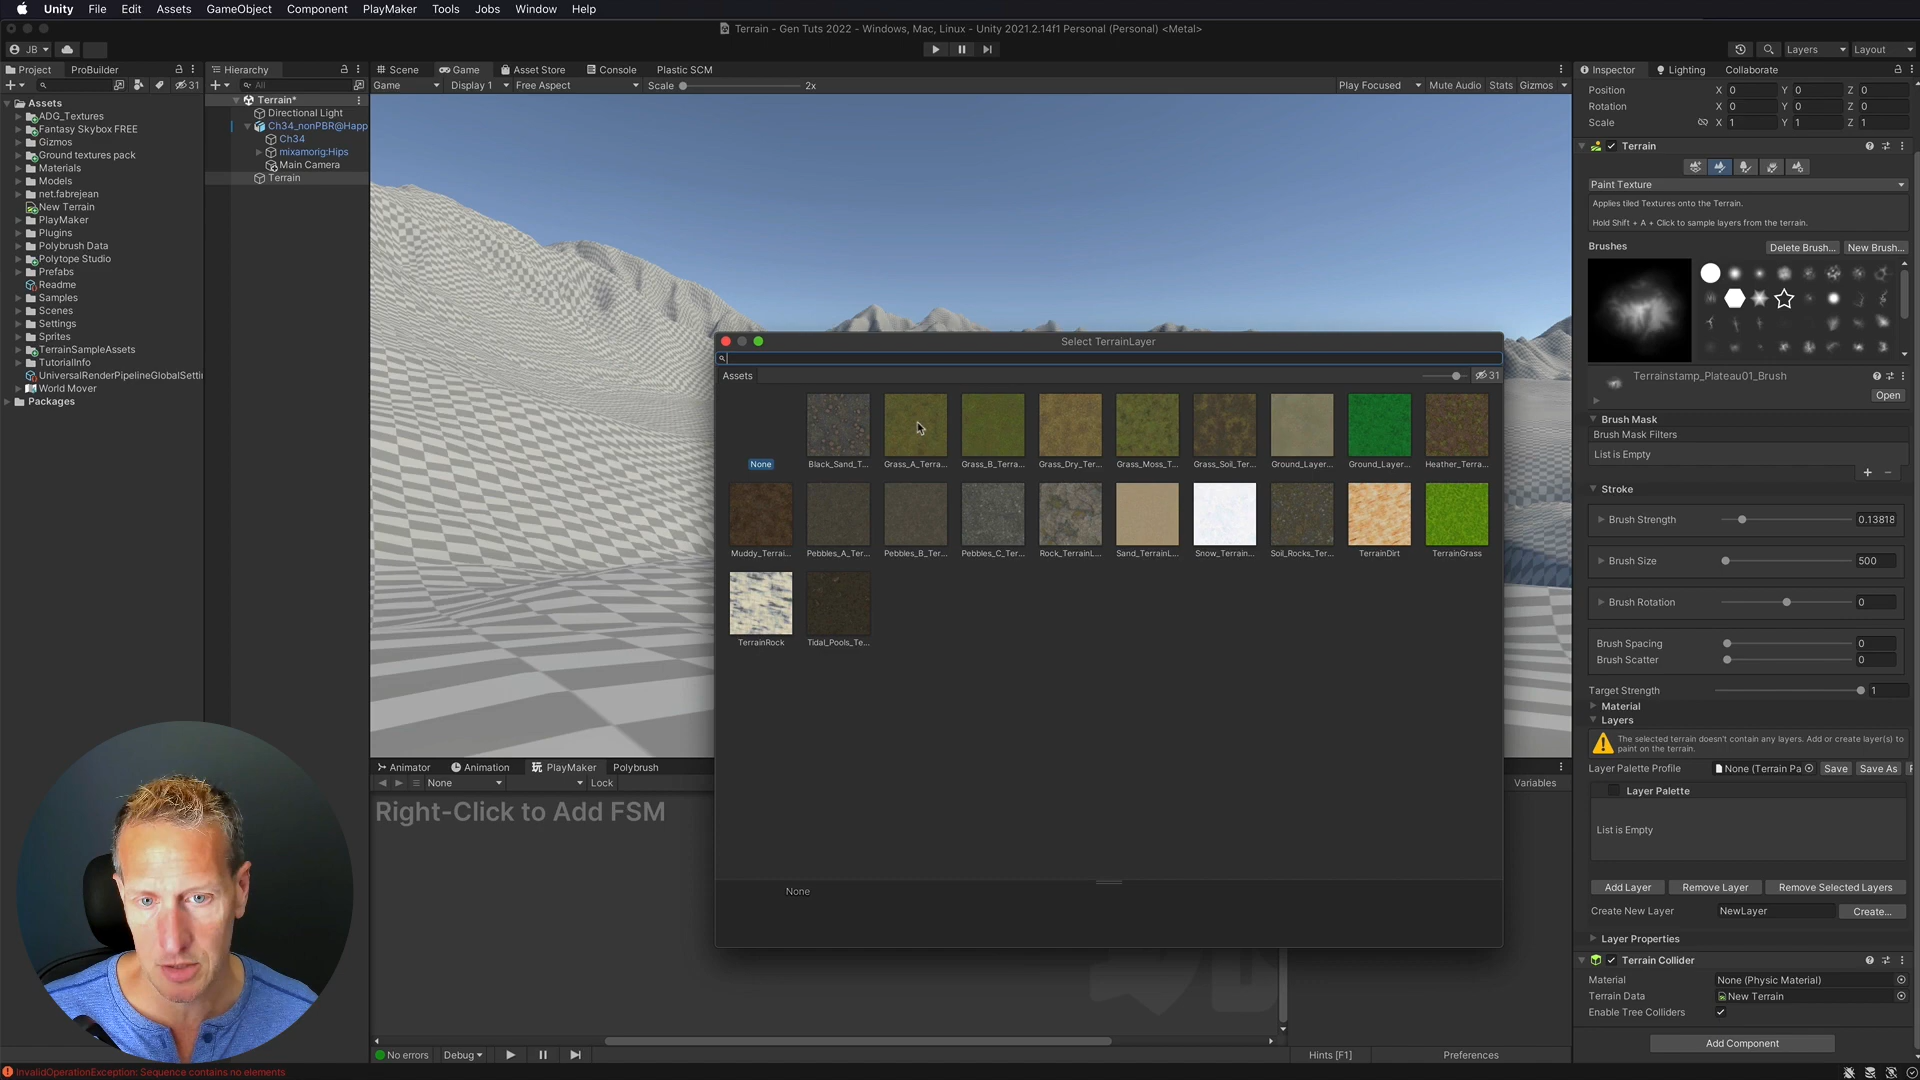 Unity File Edit Assets GameObject Component PlayMaker Tools Jobs Window Help
Terrain - Gen Tuts 2022 - Windows, Mac, Linux - Unity 2021.2.14f1 Personal (Personal) <Metal>
JB Layers Layout
Project ProBuilder
31
Assets
ADG_Textures
Fantasy Skybox FREE
Gizmos
Ground textures pack
Materials
Models
net.fabrejean
New Terrain
PlayMaker
Plugins
Polybrush Data
Polytope Studio
Prefabs
Readme
Samples
Scenes
Settings
Sprites
TerrainSampleAssets
TutorialInfo
UniversalRenderPipelineGlobalSetti
World Mover
Packages
Hierarchy
All
Terrain*
Directional Light
Ch34_nonPBR@Happ
Ch34
mixamorig:Hips
Main Camera
Terrain
Scene Game Asset Store Console Plastic SCM
Game Display 1 Free Aspect Scale 2x Play Focused Mute Audio Stats Gizmos
Select TerrainLayer
Assets 31
None Black_Sand_T... Grass_A_Terra... Grass_B_Terra... Grass_Dry_Ter... Grass_Moss_T... Grass_Soil_Ter... Ground_Layer... Ground_Layer... Heather_Terra...
Muddy_Terrai... Pebbles_A_Ter... Pebbles_B_Ter... Pebbles_C_Ter... Rock_TerrainL... Sand_TerrainL... Snow_Terrain... Soil_Rocks_Ter... TerrainDirt TerrainGrass
TerrainRock Tidal_Pools_Te...
None
Animator Animation PlayMaker Polybrush
None Lock Variables
Right-Click to Add FSM
No errors Debug Hints [F1] Preferences
InvalidOperationException: Sequence contains no elements
Inspector Lighting Collaborate
Position X 0 Y 0 Z 0
Rotation X 0 Y 0 Z 0
Scale X 1 Y 1 Z 1
Terrain
Paint Texture
Applies tiled Textures onto the Terrain.
Hold Shift + A + Click to sample layers from the terrain.
Brushes Delete Brush... New Brush...
Terrainstamp_Plateau01_Brush
Open
Brush Mask
Brush Mask Filters
List is Empty
Stroke
Brush Strength 0.13818
Brush Size 500
Brush Rotation 0
Brush Spacing 0
Brush Scatter 0
Target Strength 1
Material
Layers
The selected terrain doesn't contain any layers. Add or create layer(s) to
paint on the terrain.
Layer Palette Profile None (Terrain Pa Save Save As
Layer Palette
List is Empty
Add Layer Remove Layer Remove Selected Layers
Create New Layer NewLayer Create...
Layer Properties
Terrain Collider
Material None (Physic Material)
Terrain Data New Terrain
Enable Tree Colliders
Add Component